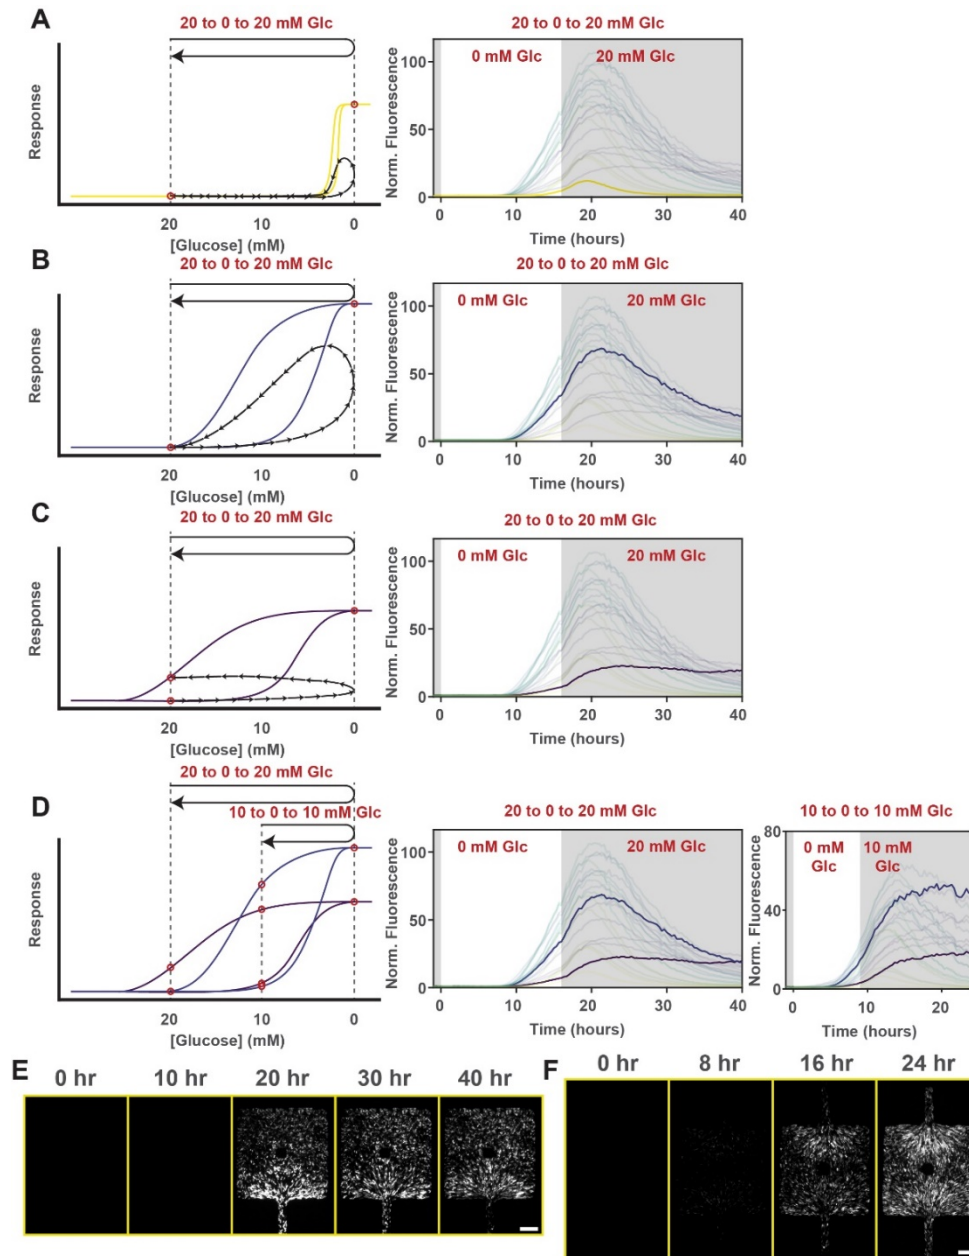 A
20 to 0 to 20 mM Glc
Response
20
10
0
[Glucose] (mM)
20 to 0 to 20 mM Glc
0 mM Glc
20 mM Glc
Norm. Fluorescence
100
50
0
0
10
20
30
40
Time (hours)
B
20 to 0 to 20 mM Glc
Response
20
10
0
[Glucose] (mM)
20 to 0 to 20 mM Glc
0 mM Glc
20 mM Glc
Norm. Fluorescence
100
50
0
0
10
20
30
40
Time (hours)
C
20 to 0 to 20 mM Glc
Response
20
10
0
[Glucose] (mM)
20 to 0 to 20 mM Glc
0 mM Glc
20 mM Glc
Norm. Fluorescence
100
50
0
0
10
20
30
40
Time (hours)
D
20 to 0 to 20 mM Glc
10 to 0 to 10 mM Glc
Response
20
10
0
[Glucose] (mM)
20 to 0 to 20 mM Glc
0 mM Glc
20 mM Glc
Norm. Fluorescence
100
50
0
0
10
20
30
40
Time (hours)
10 to 0 to 10 mM Glc
0 mM
Glc
10 mM
Glc
Norm. Fluorescence
80
40
0
0
10
20
Time (hours)
E
0 hr
10 hr
20 hr
30 hr
40 hr
F
0 hr
8 hr
16 hr
24 hr